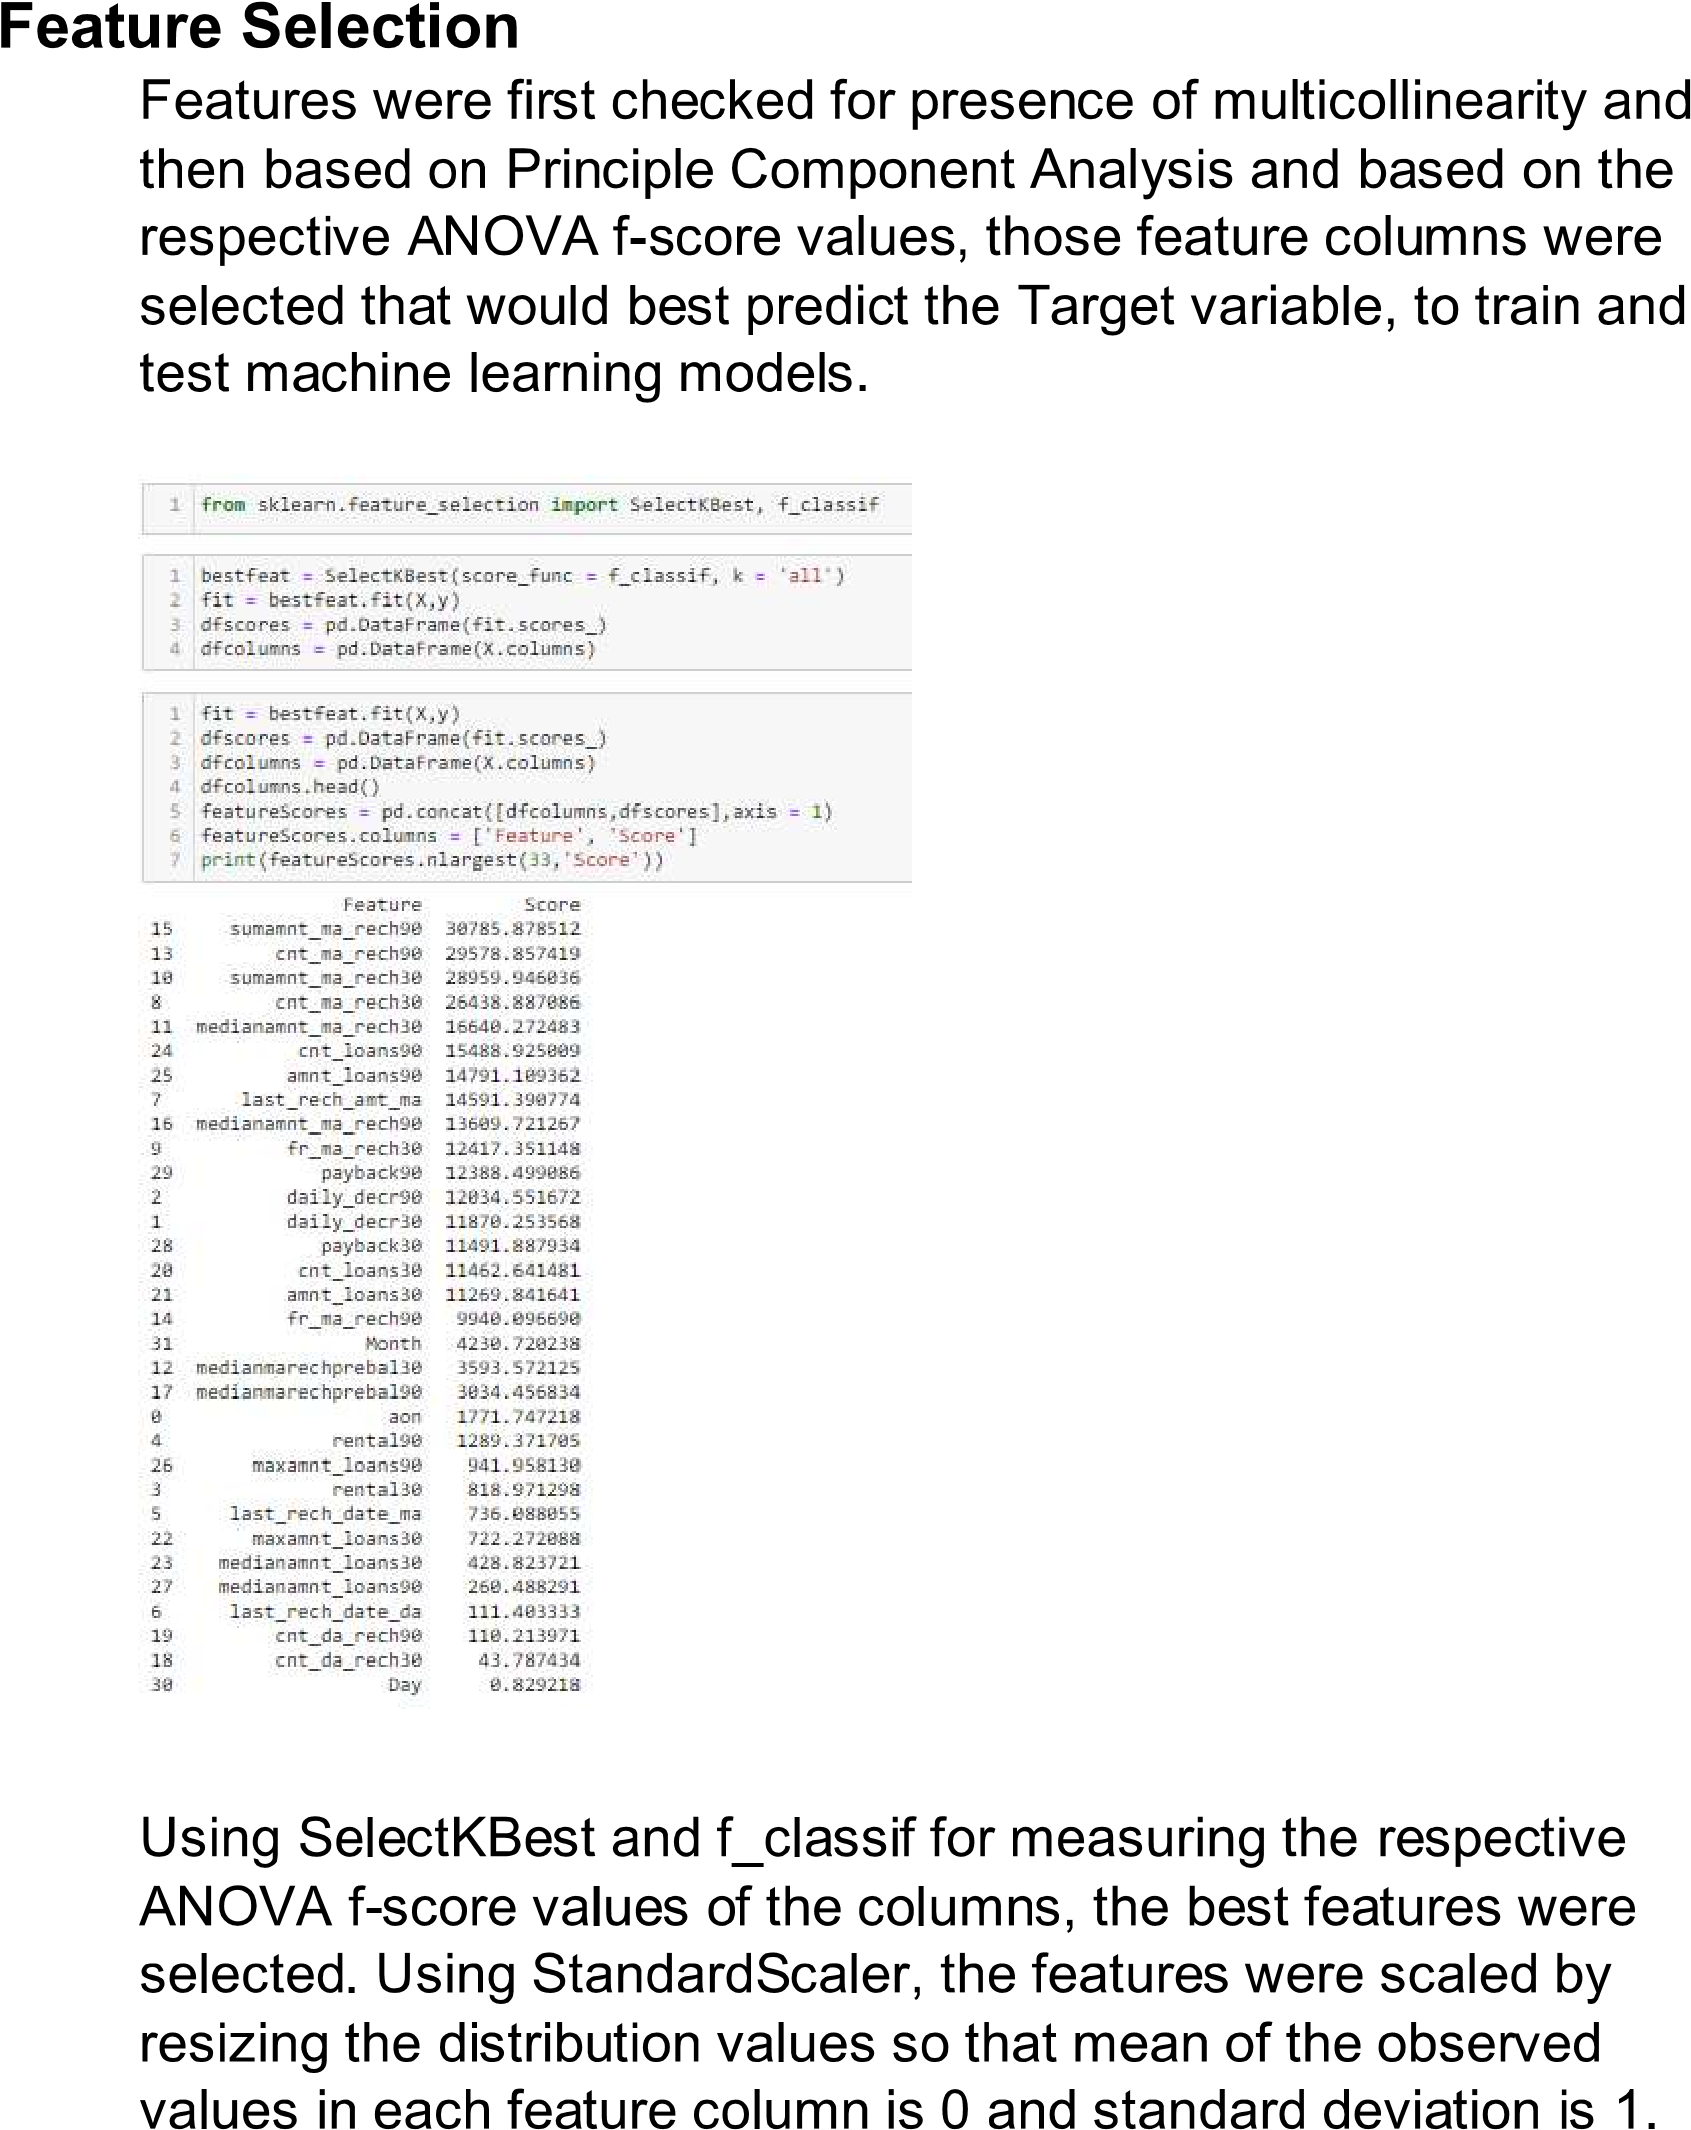 Feature Selection
Features were first checked for presence of multicollinearity and
then based on Principle Component Analysis and based on the
respective ANOVA f-score values, those feature columns were
selected that would best predict the Target variable, to train and
test machine learning models.
1 from sklearn.feature_selection import SelectKBest, f_classif
1 bestfeat = SelectKBest(score_func = f_classif, k = 'all')
2 fit = bestfeat.fit(X,y)
3 dfscores = pd.DataFrame(fit.scores_)
4 dfcolumns = pd.DataFrame(X.columns)
1 fit = bestfeat.fit(X,y)
2 dfscores = pd.DataFrame(fit.scores_)
3 dfcolumns = pd.DataFrame(X.columns)
4 dfcolumns.head()
5 featureScores = pd.concat([dfcolumns,dfscores],axis = 1)
6 featureScores.columns = ['Feature', 'Score']
7 print(featureScores.nlargest(33,'Score'))
Feature Score
15 sumamnt_ma_rech90 30785.878512
13 cnt_ma_rech90 29578.857419
10 sumamnt_ma_rech30 28959.946036
8 cnt_ma_rech30 26438.887086
11 medianamnt_ma_rech30 16640.272483
24 cnt_loans90 15488.925009
25 amnt_loans90 14791.109362
7 last_rech_amt_ma 14591.390774
16 medianamnt_ma_rech90 13609.721267
9 fr_ma_rech30 12417.351148
29 payback90 12388.499086
2 daily_decr90 12034.551672
1 daily_decr30 11870.253568
28 payback30 11491.887934
20 cnt_loans30 11462.641481
21 amnt_loans30 11269.841641
14 fr_ma_rech90 9940.096690
31 Month 4230.720238
12 medianmarechprebal30 3593.572125
17 medianmarechprebal90 3034.456834
0 aon 1771.747218
4 rental90 1289.371705
26 maxamnt_loans90 941.958130
3 rental30 818.971298
5 last_rech_date_ma 736.088055
22 maxamnt_loans30 722.272088
23 medianamnt_loans30 428.823721
27 medianamnt_loans90 260.488291
6 last_rech_date_da 111.403333
19 cnt_da_rech90 110.213971
18 cnt_da_rech30 43.787434
30 Day 0.829218
Using SelectKBest and f_classif for measuring the respective
ANOVA f-score values of the columns, the best features were
selected. Using StandardScaler, the features were scaled by
resizing the distribution values so that mean of the observed
values in each feature column is 0 and standard deviation is 1.